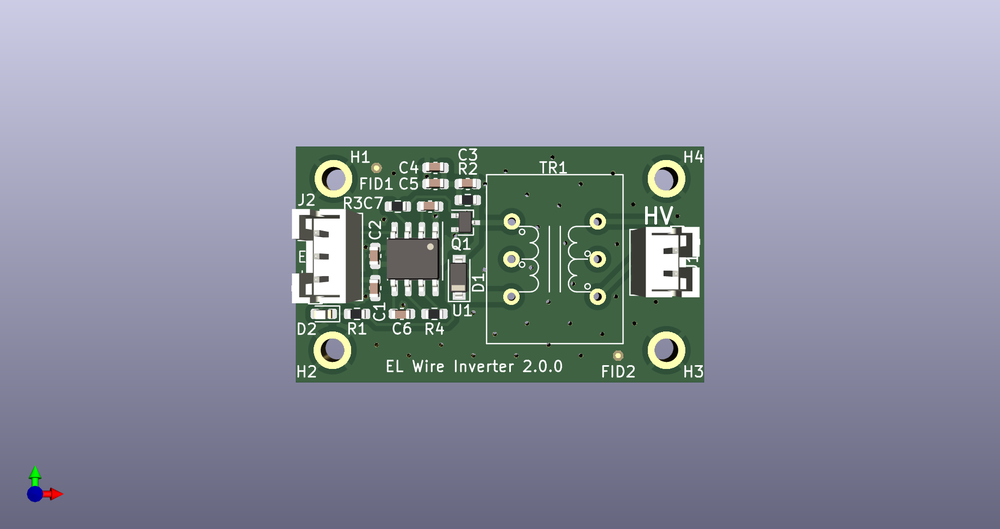 H1
C3
H4
C4
R2
TR1
FID1
C5
J2
R3C7
HV
C2
Q1
E
D1
C1
U1
D2
R1
C6
R4
EL Wire Inverter 2.0.0
H2
FID2
H3